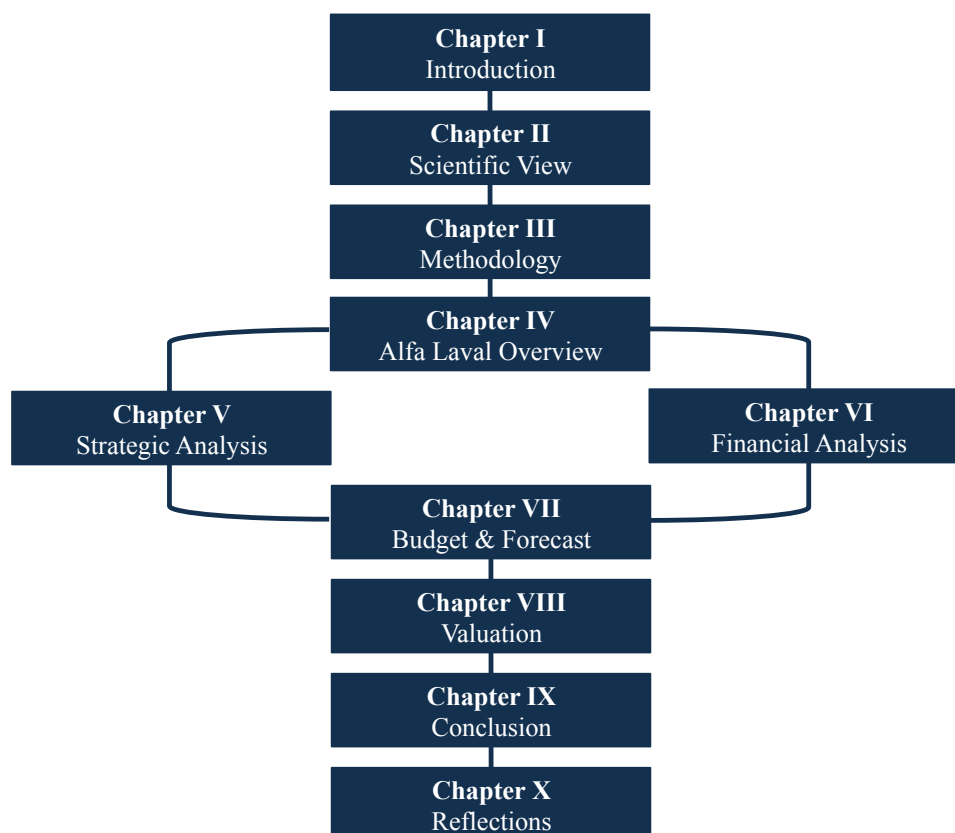 Chapter I
Introduction
Chapter II
Scientific View
Chapter III
Methodology
Chapter IV
Alfa Laval Overview
Chapter V
Strategic Analysis
Chapter VI
Financial Analysis
Chapter VII
Budget & Forecast
Chapter VIII
Valuation
Chapter IX
Conclusion
Chapter X
Reflections